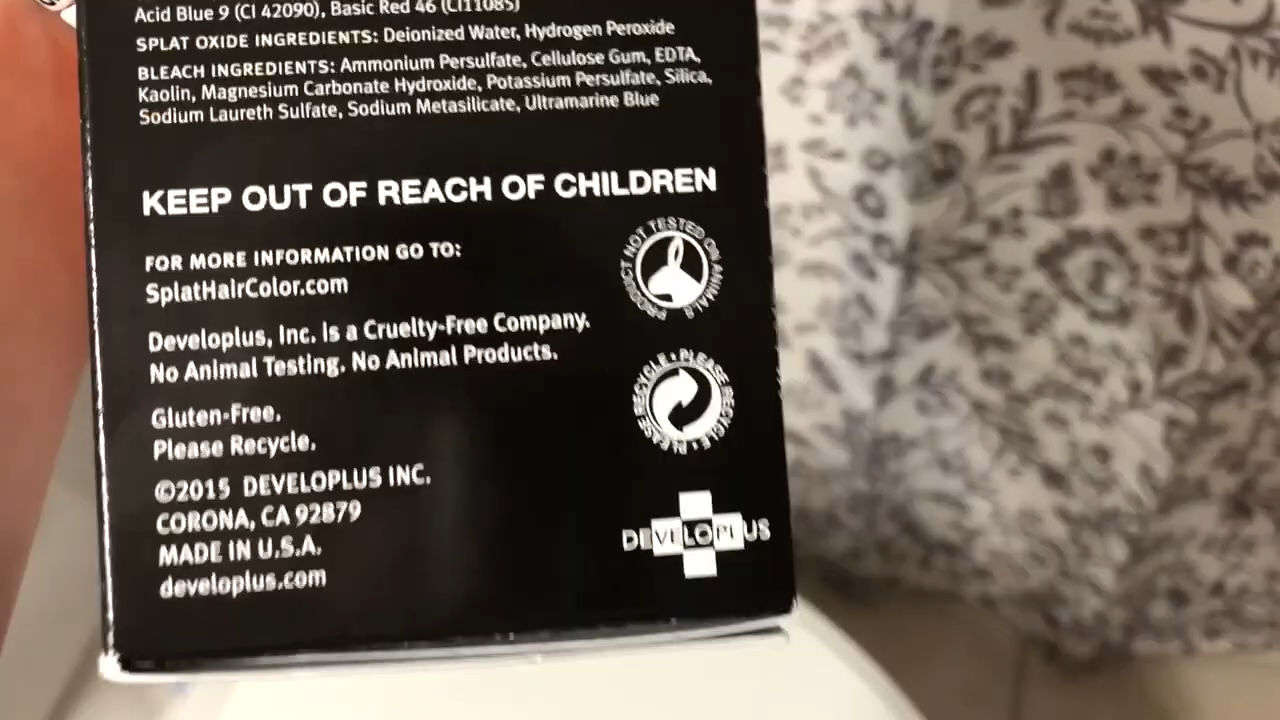 Acid Blue 9 (CI 42090), Basic Red 46 (CI11085)
SPLAT OXIDE INGREDIENTS: Deionized Water, Hydrogen Peroxide
BLEACH INGREDIENTS: Ammonium Persulfate, Cellulose Gum, EDTA,
Kaolin, Magnesium Carbonate Hydroxide, Potassium Persulfate, Silica,
Sodium Laureth Sulfate, Sodium Metasilicate, Ultramarine Blue
KEEP OUT OF REACH OF CHILDREN
FOR MORE INFORMATION GO TO:
SplatHairColor.com
PRODUCT NOT TESTED ON ANIMALS
Developlus, Inc. Is a Cruelty-Free Company.
No Animal Testing. No Animal Products.
PLEASE RECYCLE • PLEASE RECYCLE • PLEASE RECYCLE •
Gluten-Free.
Please Recycle.
©2015 DEVELOPLUS INC.
CORONA, CA 92879
MADE IN U.S.A.
developlus.com
DEVELOPLUS